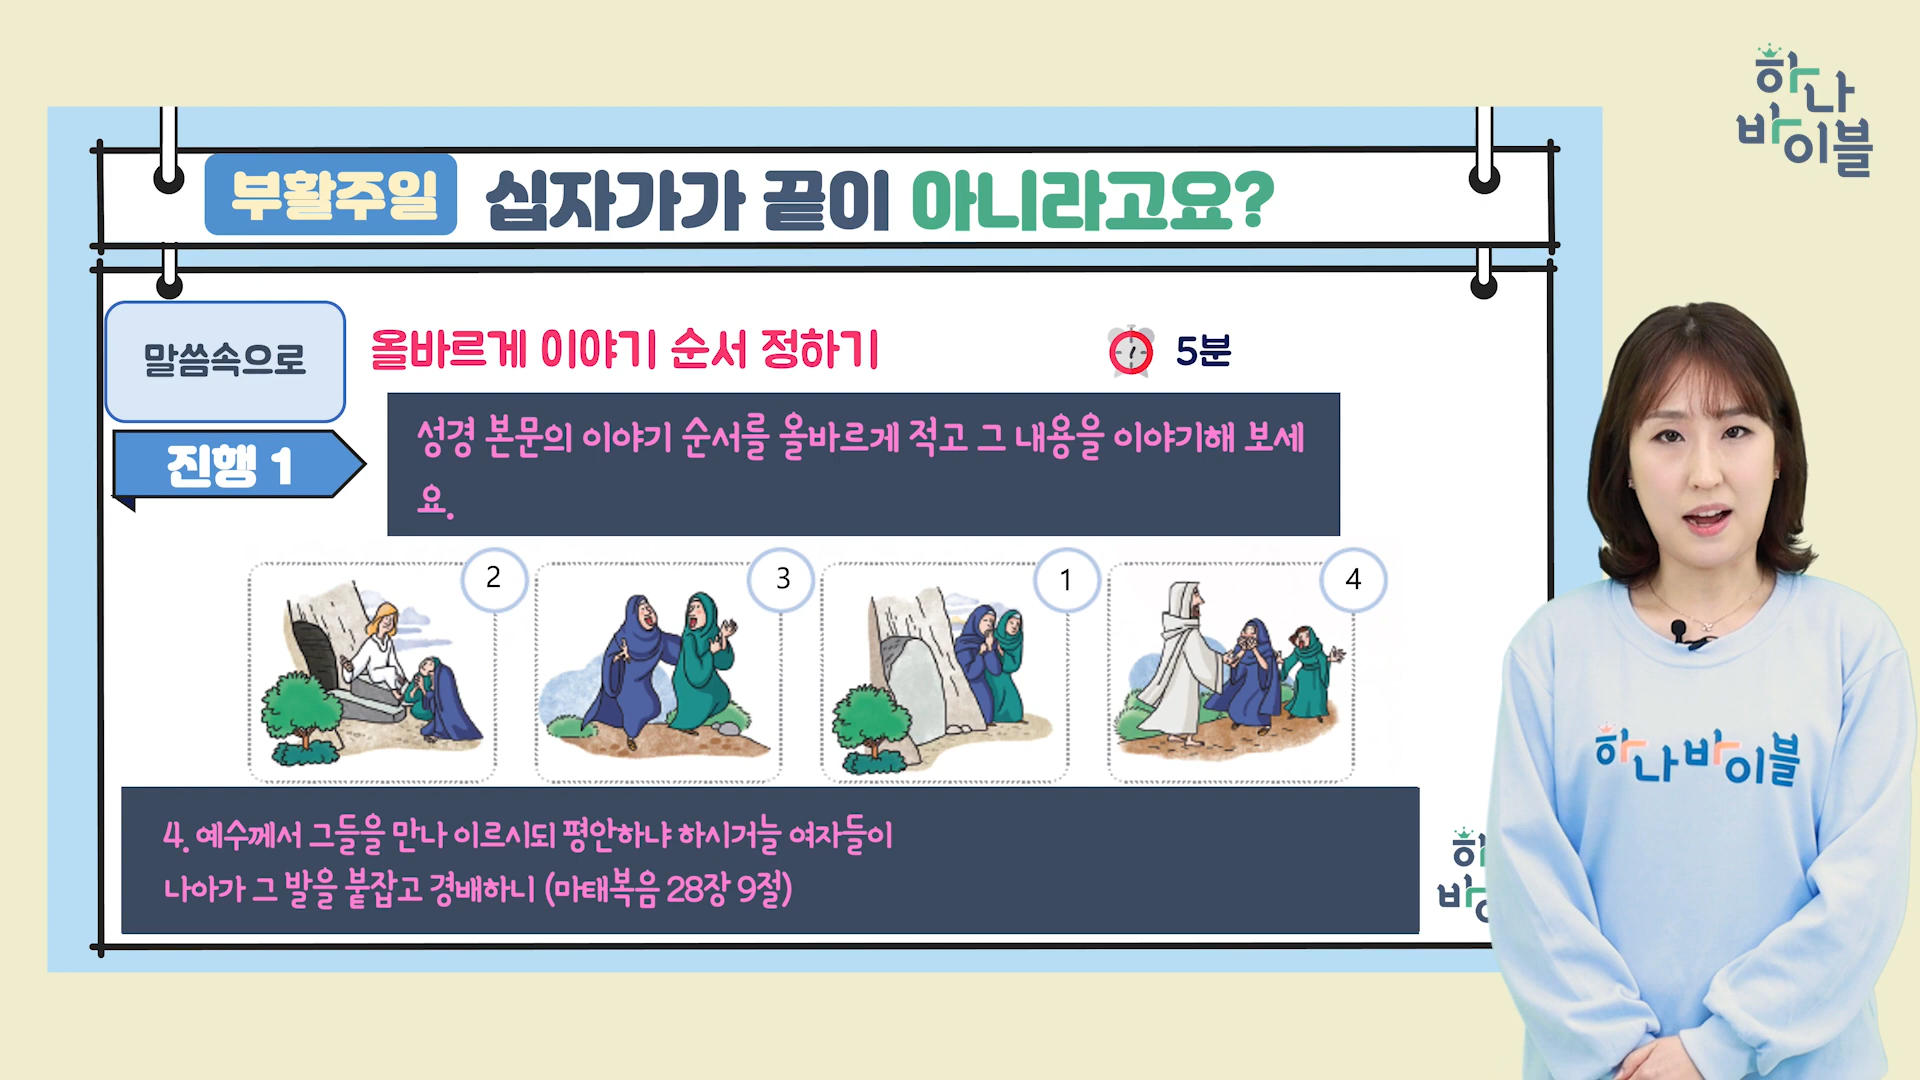 하나
바이블
부활주일 십자가가 끝이 아니라고요?
말씀속으로
올바르게 이야기 순서 정하기
5분
진행 1
성경 본문의 이야기 순서를 올바르게 적고 그 내용을 이야기해 보세
요.
2
3
1
4
4. 예수께서 그들을 만나 이르시되 평안하냐 하시거늘 여자들이
나아가 그 발을 붙잡고 경배하니 (마태복음 28장 9절)
하나바이블